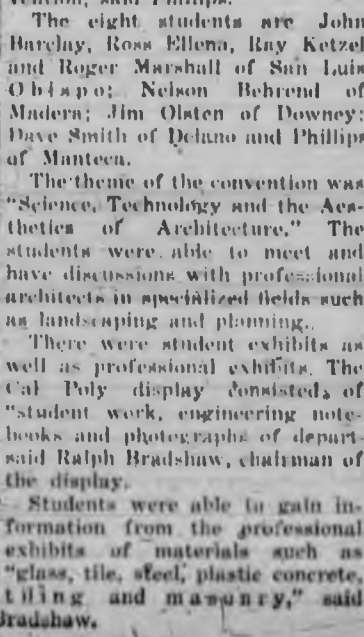 vention, said Phillips.
The eight students are John
Barclay, Ross Ellena, Ray Ketzel
and Roger Marshall of San Luis
Obispo; Nelson Behrend of
Madera; Jim Olsten of Downey;
Dave Smith of Delano and Phillips
of Manteca.
The theme of the convention was
"Science, Technology and the Aes-
thetics of Architecture." The
students were able to meet and
have discussions with professional
architects in specialized fields such
as landscaping and planning.
There were student exhibits as
well as professional exhibits. The
Cal Poly display consisted of
"student work, engineering note-
books and photographs of depart-
said Ralph Bradshaw, chairman of
the display.
Students were able to gain in-
formation from the professional
exhibits of materials such as
"glass, tile, steel, plastic concrete,
tiling and masonry," said
Bradshaw.